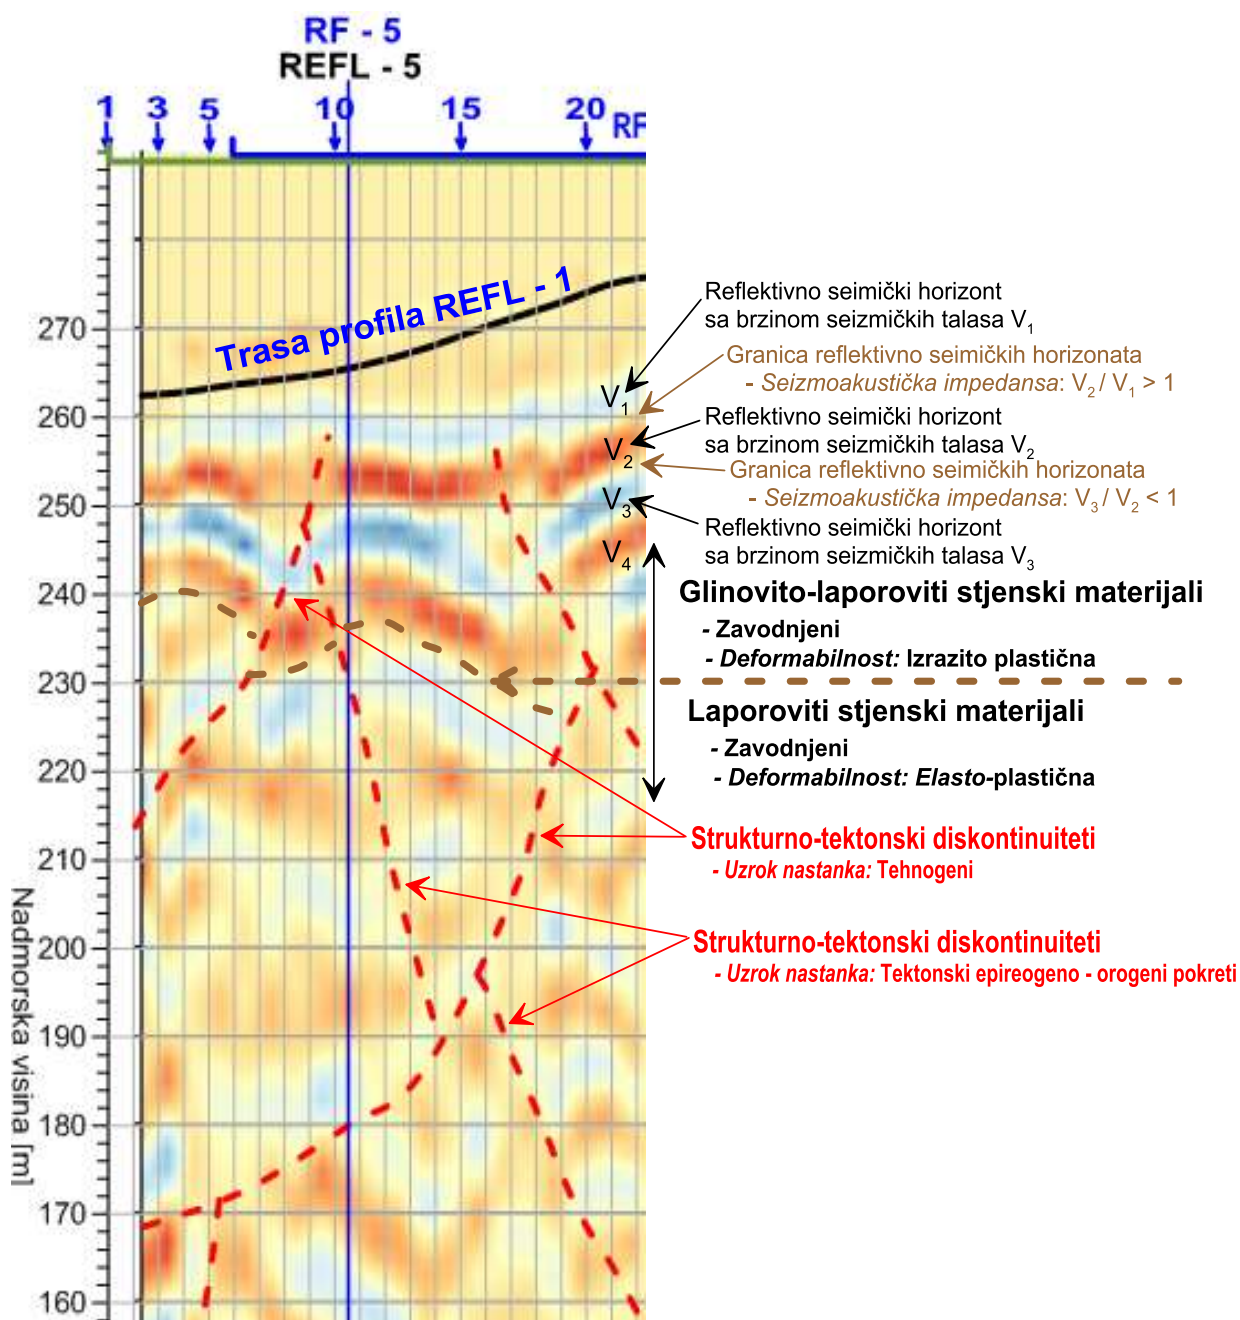 RF - 5
REFL - 5
1 3 5 10 15 20 RF
Trasa profila REFL - 1
Reflektivno seimički horizont
sa brzinom seizmičkih talasa V1
Granica reflektivno seimičkih horizonata
- Seizmoakustička impedansa: V2 / V1 > 1
Reflektivno seimički horizont
sa brzinom seizmičkih talasa V2
Granica reflektivno seimičkih horizonata
- Seizmoakustička impedansa: V3 / V2 < 1
Reflektivno seimički horizont
sa brzinom seizmičkih talasa V3
V1
V2
V3
V4
Glinovito-laporoviti stjenski materijali
- Zavodnjeni
- Deformabilnost: Izrazito plastična
Laporoviti stjenski materijali
- Zavodnjeni
- Deformabilnost: Elasto-plastična
Strukturno-tektonski diskontinuiteti
- Uzrok nastanka: Tehnogeni
Strukturno-tektonski diskontinuiteti
- Uzrok nastanka: Tektonski epireogeno - orogeni pokreti
270
260
250
240
230
220
210
200
190
180
170
160
Nadmorska visina [m]